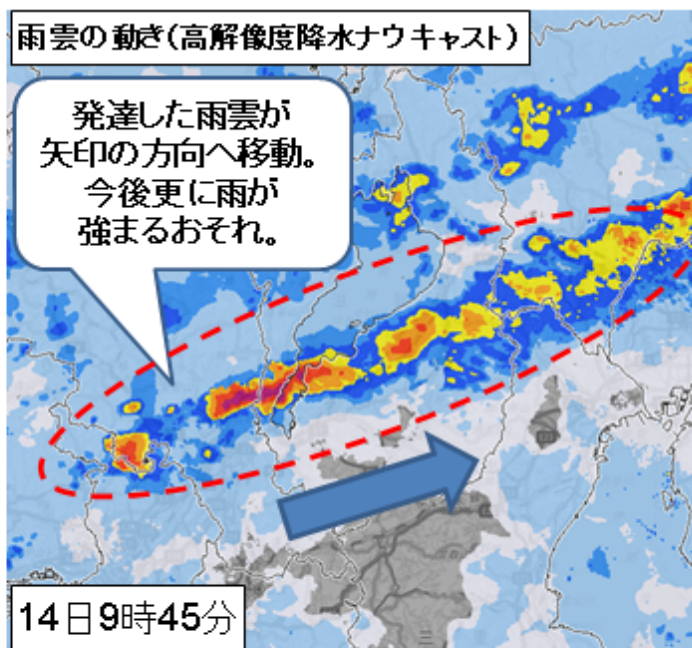 雨雲の動き(高解像度降水ナウキャスト)
発達した雨雲が
矢印の方向へ移動。
今後更に雨が
強まるおそれ。
三
14日9時45分